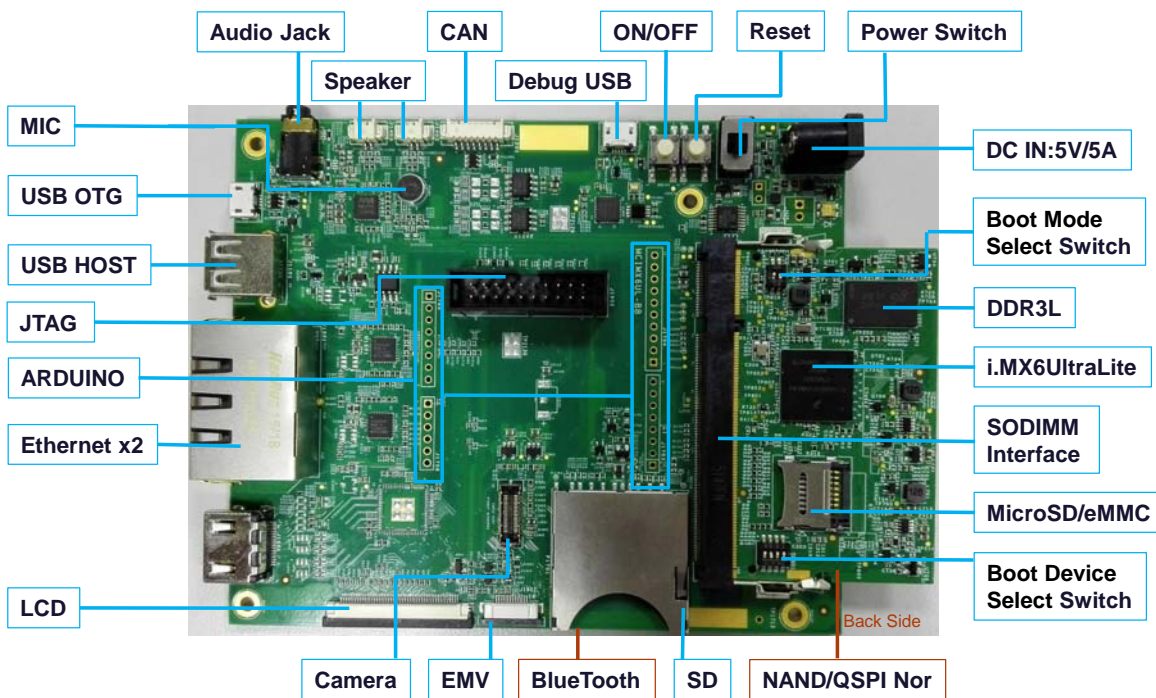 Audio Jack
CAN
ON/OFF
Reset
Power Switch
Speaker
Debug USB
MIC
DC IN:5V/5A
USB OTG
Boot Mode
Select Switch
USB HOST
DDR3L
JTAG
i.MX6UltraLite
ARDUINO
Ethernet x2
SODIMM
Interface
MicroSD/eMMC
Boot Device
Select Switch
LCD
Back Side
Camera
EMV
BlueTooth
SD
NAND/QSPI Nor
MCIMX6UL-BB